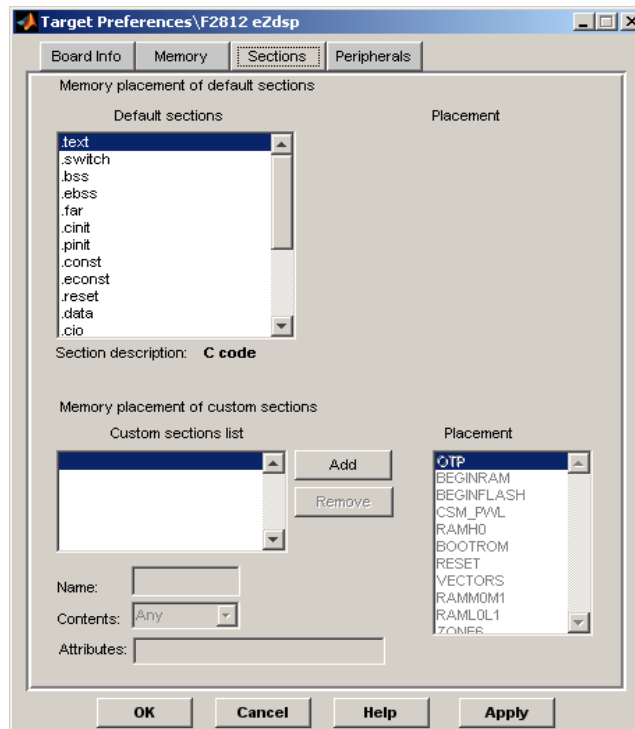 Target Preferences\F2812 eZdsp
Board Info Memory Sections Peripherals
Memory placement of default sections
Default sections Placement
.text
.switch
.bss
.ebss
.far
.cinit
.pinit
.const
.econst
.reset
.data
.cio
Section description: C code
Memory placement of custom sections
Custom sections list Placement
Add
Remove
OTP
BEGINRAM
BEGINFLASH
CSM_PWL
RAMH0
BOOTROM
RESET
VECTORS
RAMM0M1
RAML0L1
ZONE6
Name:
Contents: Any
Attributes:
OK Cancel Help Apply